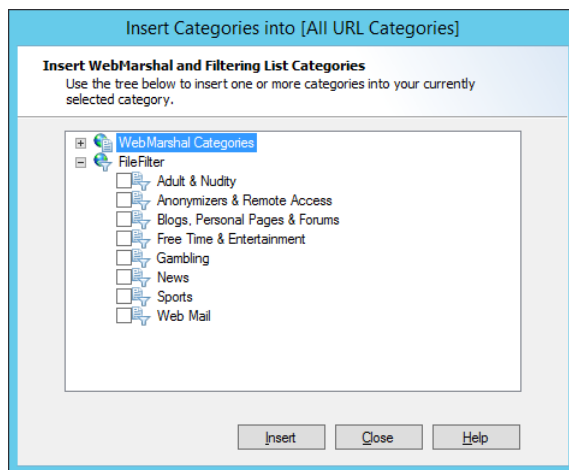 Insert Categories into [All URL Categories]
Insert WebMarshal and Filtering List Categories
Use the tree below to insert one or more categories into your currently
selected category.
WebMarshal Categories
FileFilter
Adult & Nudity
Anonymizers & Remote Access
Blogs, Personal Pages & Forums
Free Time & Entertainment
Gambling
News
Sports
Web Mail
Insert Close Help